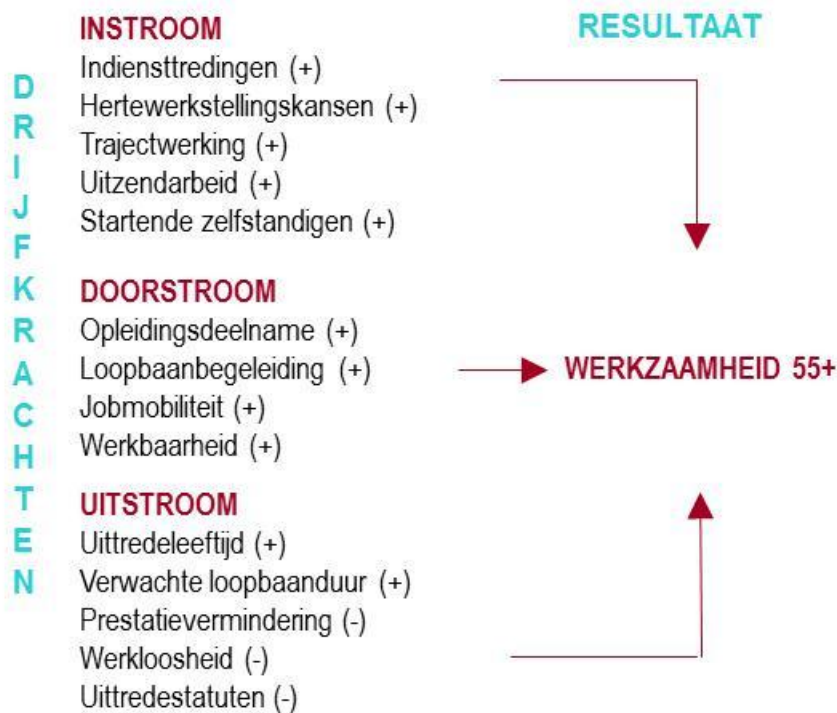 DRIJFKRACHTEN
INSTROOM
Indiensttredingen (+)
Hertewerkstellingskansen (+)
Trajectwerking (+)
Uitzendarbeid (+)
Startende zelfstandigen (+)
DOORSTROOM
Opleidingsdeelname (+)
Loopbaanbegeleiding (+)
Jobmobiliteit (+)
Werkbaarheid (+)
UITSTROOM
Uittredeleeftijd (+)
Verwachte loopbaanduur (+)
Prestatievermindering (-)
Werkloosheid (-)
Uittredestatuten (-)
RESULTAAT
WERKZAAMHEID 55+